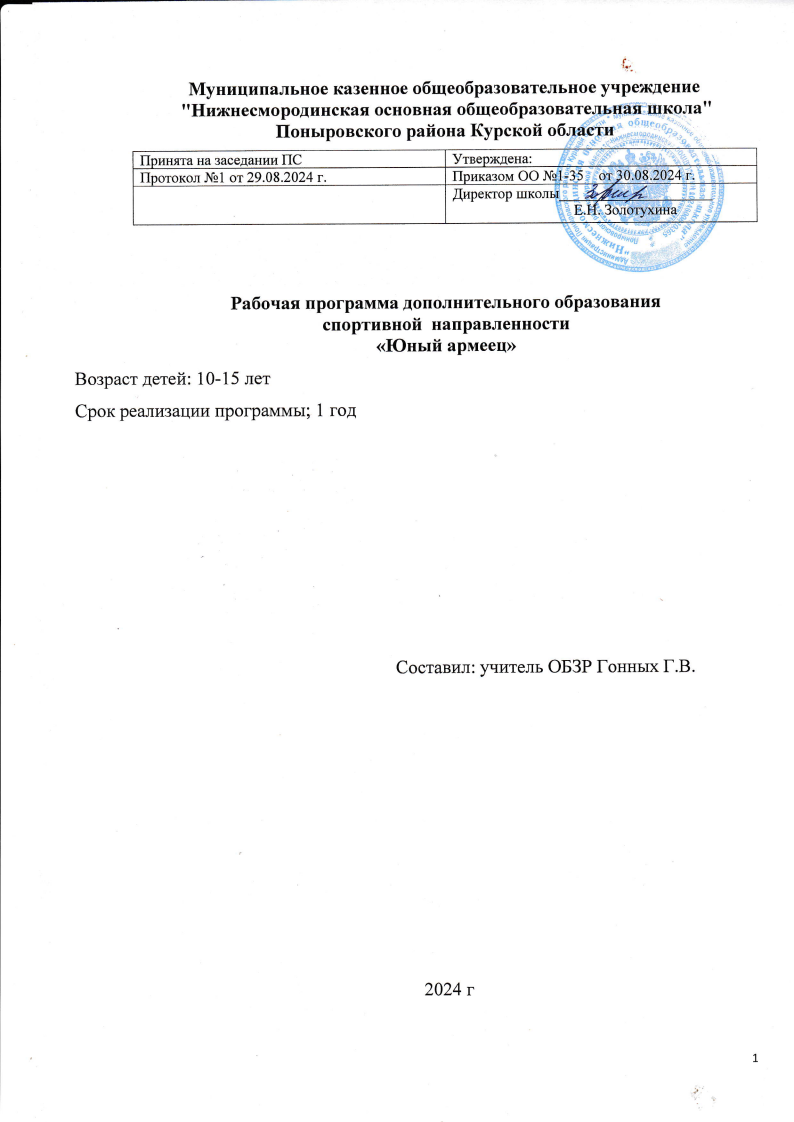 Муниципальное казенное общеобразовательное учреждение
"Нижнесмородинская основная общеобразовательная школа"
Поныровского района Курской области
Принята на заседании ПС
Утверждена:
Протокол №1 от 29.08.2024 г.
Приказом ОО №1-35 от 30.08.2024 г.
Директор школы
Е.Н. Золотухина
Рабочая программа дополнительного образования
спортивной направленности
«Юный армеец»
Возраст детей: 10-15 лет
Срок реализации программы; 1 год
Составил: учитель ОБЗР Гонных Г.В.
2024 г
1